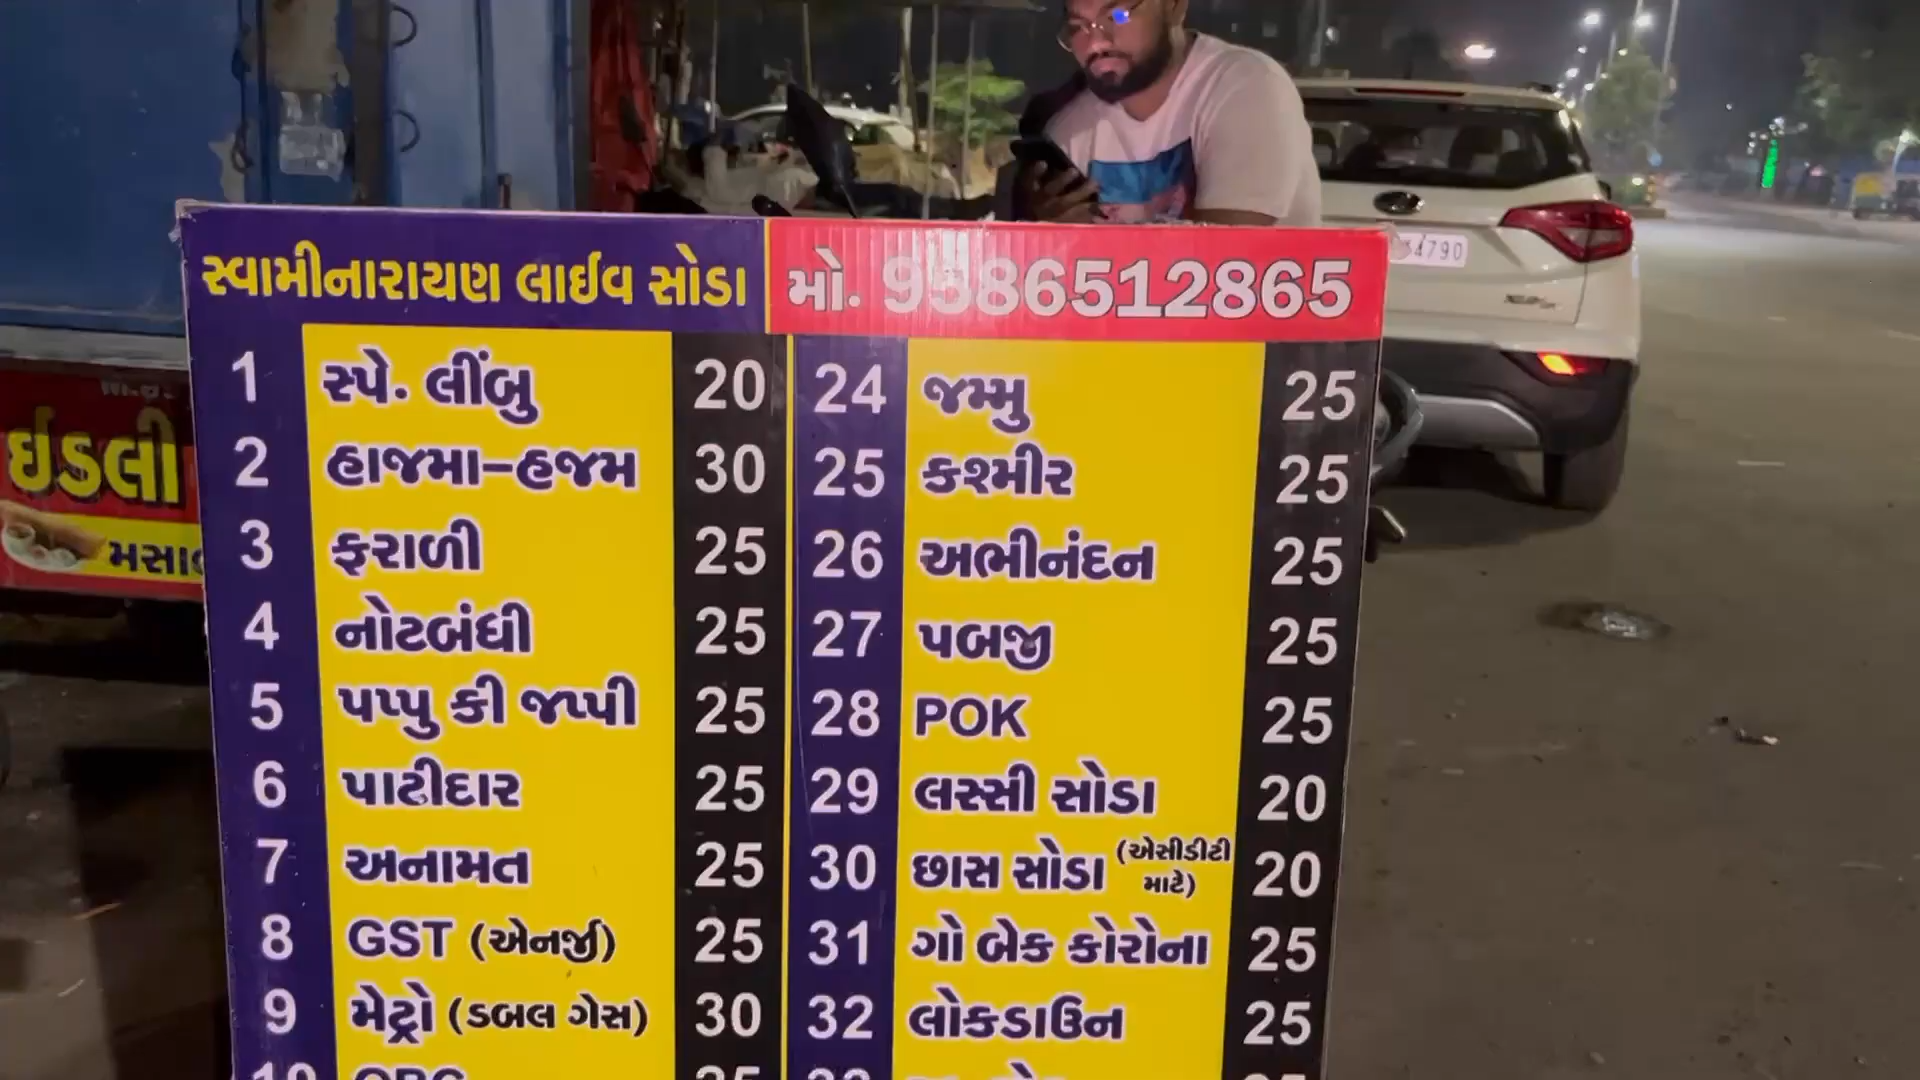 સ્વામીનારાયણ લાઈવ સોડા
મો. 9586512865
1 સ્પે. લીંબુ 20
2 હાજમા-હજમ 30
3 ફરાળી 25
4 નોટબંધી 25
5 પપ્પુ કી જપ્પી 25
6 પાટીદાર 25
7 અનામત 25
8 GST (એનર્જી) 25
9 મેટ્રો (ડબલ ગેસ) 30
24 જમ્મુ 25
25 કશ્મીર 25
26 અભીનંદન 25
27 પબજી 25
28 POK 25
29 લસ્સી સોડા 20
30 છાસ સોડા (એસીડીટી માટે) 20
31 ગો બેક કોરોના 25
32 લોકડાઉન 25
ઇડલી
4790